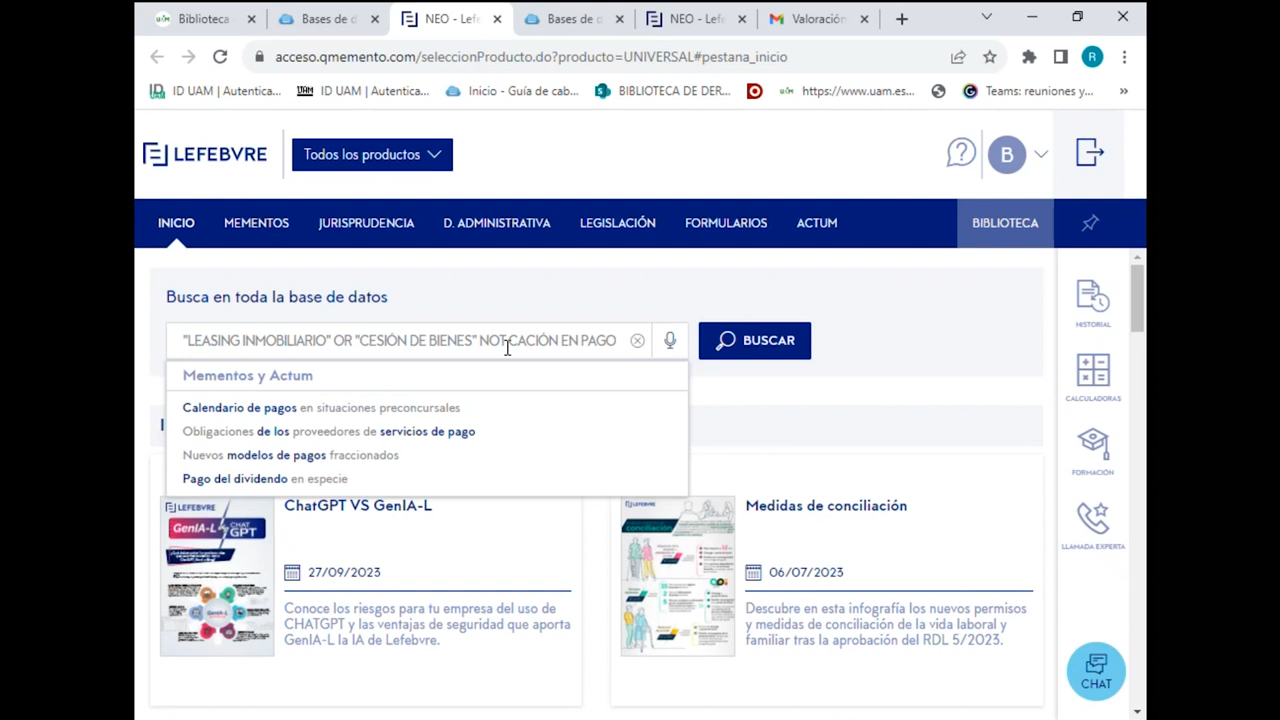 Biblioteca
Bases de d
NEO - Lefe
Bases de d
NEO - Lefe
Valoración
acceso.qmemento.com/seleccionProducto.do?producto=UNIVERSAL#pestana_inicio
R
ID UAM | Autentica...
ID UAM | Autentica...
Inicio - Guía de cab...
BIBLIOTECA DE DER...
https://www.uam.es...
Teams: reuniones y...
»
LEFEBVRE
Todos los productos
B
INICIO
MEMENTOS
JURISPRUDENCIA
D. ADMINISTRATIVA
LEGISLACIÓN
FORMULARIOS
ACTUM
BIBLIOTECA
Busca en toda la base de datos
"LEASING INMOBILIARIO" OR "CESIÓN DE BIENES" NOT CACIÓN EN PAGO
BUSCAR
Mementos y Actum
Calendario de pagos en situaciones preconcursales
Obligaciones de los proveedores de servicios de pago
Nuevos modelos de pagos fraccionados
Pago del dividendo en especie
HISTORIAL
CALCULADORAS
FORMACIÓN
LLAMADA EXPERTA
LEFEBVRE
GenIA-L
CHAT GPT
ChatGPT VS GenIA-L
27/09/2023
Conoce los riesgos para tu empresa del uso de
CHATGPT y las ventajas de seguridad que aporta
GenIA-L la IA de Lefebvre.
LEFEBVRE
conciliación
Medidas de conciliación
06/07/2023
Descubre en esta infografía los nuevos permisos
y medidas de conciliación de la vida laboral y
familiar tras la aprobación del RDL 5/2023.
CHAT